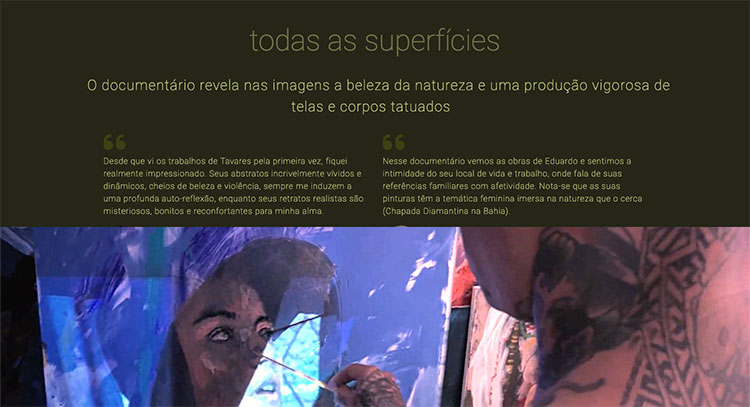 todas as superfícies
O documentário revela nas imagens a beleza da natureza e uma produção vigorosa de
telas e corpos tatuados
Desde que vi os trabalhos de Tavares pela primeira vez, fiquei
realmente impressionado. Seus abstratos incrivelmente vívidos e
dinâmicos, cheios de beleza e violência, sempre me induzem a
uma profunda auto-reflexão, enquanto seus retratos realistas são
misteriosos, bonitos e reconfortantes para minha alma.
Nesse documentário vemos as obras de Eduardo e sentimos a
intimidade do seu local de vida e trabalho, onde fala de suas
referências familiares com afetividade. Nota-se que as suas
pinturas têm a temática feminina imersa na natureza que o cerca
(Chapada Diamantina na Bahia).